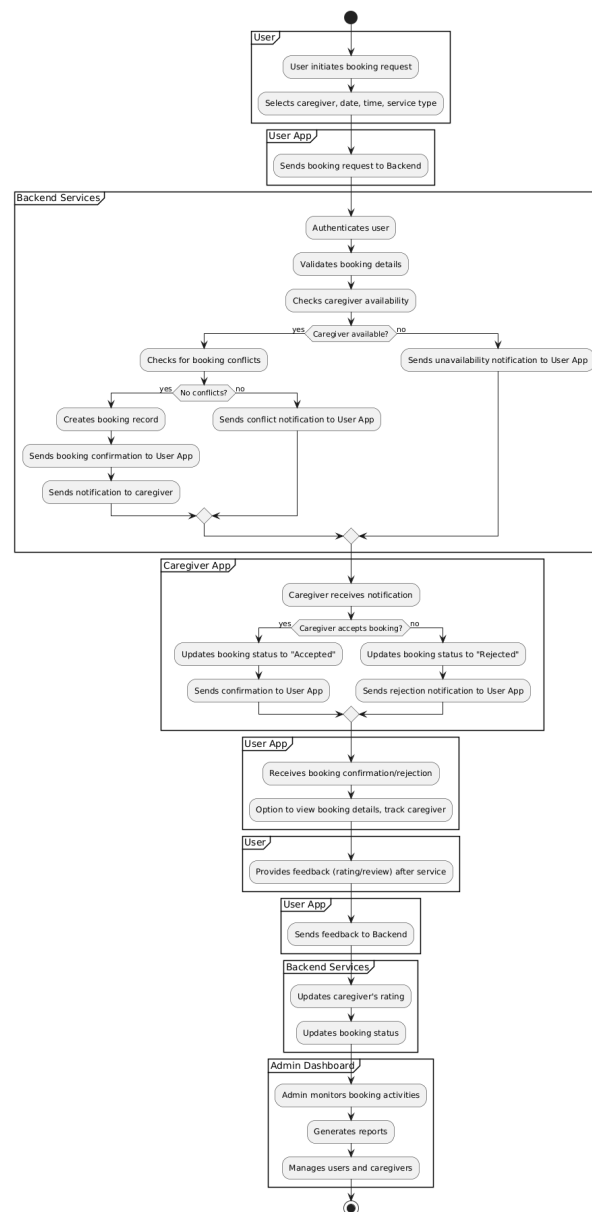 User
User initiates booking request
Selects caregiver, date, time, service type
User App
Sends booking request to Backend
Backend Services
Authenticates user
Validates booking details
Checks caregiver availability
yes
Caregiver available?
no
Checks for booking conflicts
Sends unavailability notification to User App
yes
No conflicts?
no
Creates booking record
Sends conflict notification to User App
Sends booking confirmation to User App
Sends notification to caregiver
Caregiver App
Caregiver receives notification
yes
Caregiver accepts booking?
no
Updates booking status to "Accepted"
Updates booking status to "Rejected"
Sends confirmation to User App
Sends rejection notification to User App
User App
Receives booking confirmation/rejection
Option to view booking details, track caregiver
User
Provides feedback (rating/review) after service
User App
Sends feedback to Backend
Backend Services
Updates caregiver's rating
Updates booking status
Admin Dashboard
Admin monitors booking activities
Generates reports
Manages users and caregivers